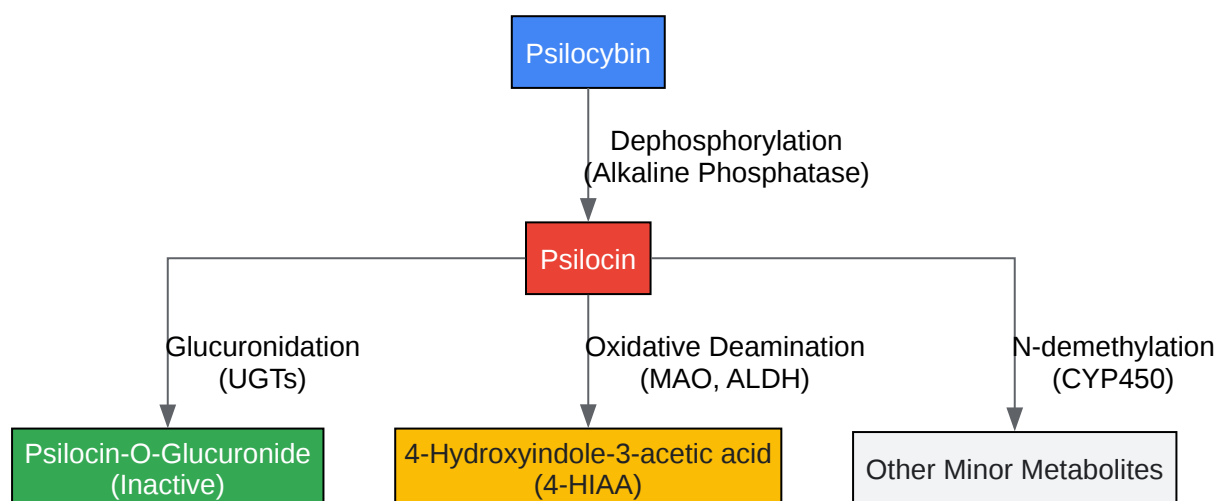 Psilocybin
Dephosphorylation
(Alkaline Phosphatase)
Psilocin
Glucuronidation
(UGTs)
Oxidative Deamination
(MAO, ALDH)
N-demethylation
(CYP450)
Psilocin-O-Glucuronide
(Inactive)
4-Hydroxyindole-3-acetic acid
(4-HIAA)
Other Minor Metabolites